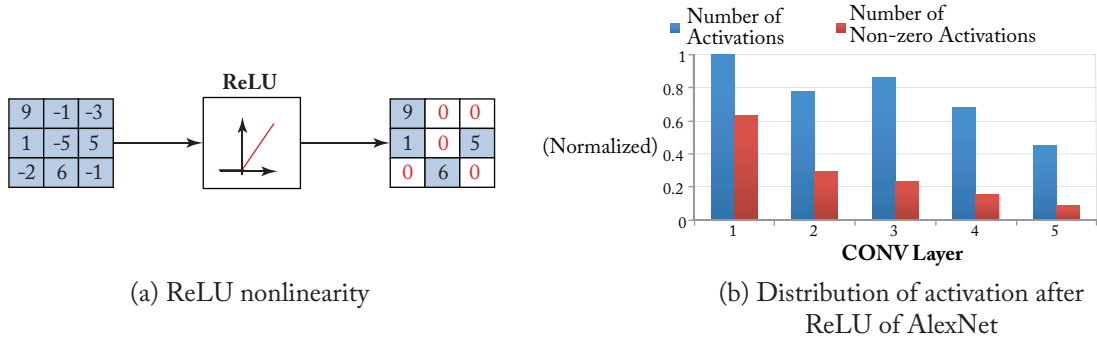 ReLU
9 -1 -3
1 -5 5
-2 6 -1
9 0 0
1 0 5
0 6 0
(a) ReLU nonlinearity
Number of
Activations
Number of
Non-zero Activations
(Normalized)
1
0.8
0.6
0.4
0.2
0
1 2 3 4 5
CONV Layer
(b) Distribution of activation after
ReLU of AlexNet